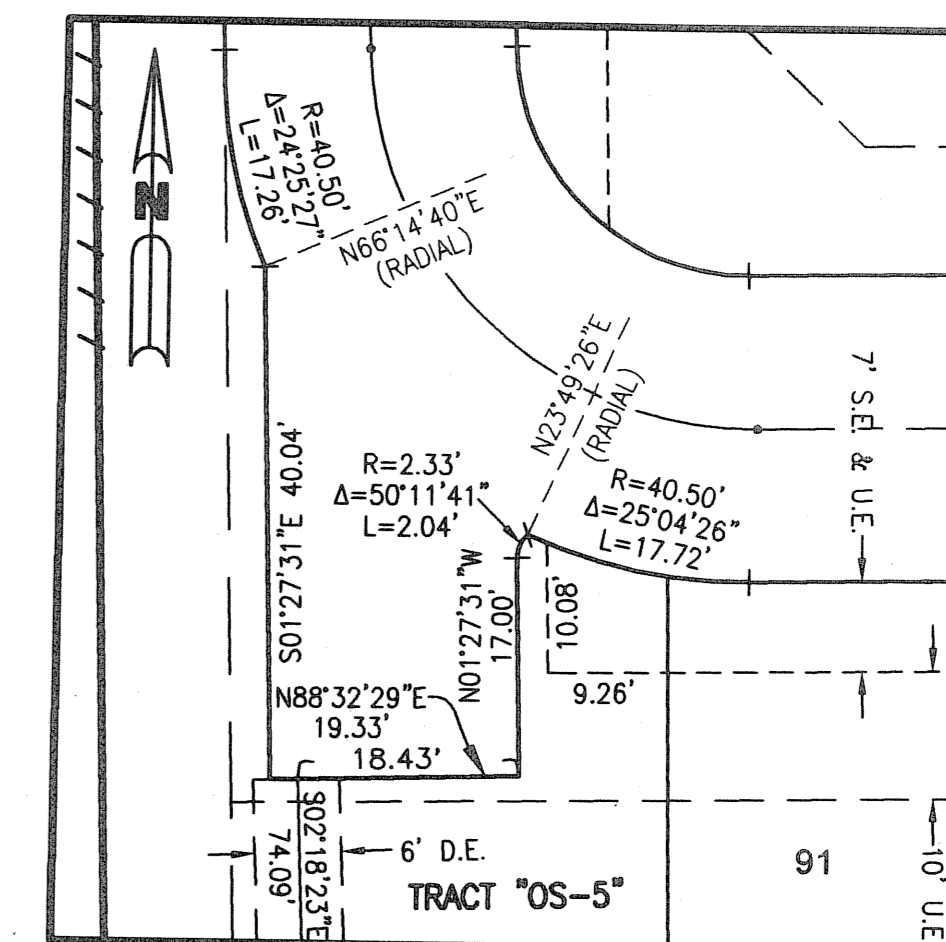 N
R=40.50'
Δ=24°25'27"
L=17.26'
N66°14'40"E
(RADIAL)
N23°49'26"E
(RADIAL)
7' S.E. & U.E.
R=2.33'
Δ=50°11'41"
L=2.04'
R=40.50'
Δ=25°04'26"
L=17.72'
S01°27'31"E 40.04'
N01°27'31"W
17.00'
10.08'
9.26'
N88°32'29"E
19.33'
18.43'
S02°18'23"E
74.09'
6' D.E.
TRACT "OS-5"
91
10' U.E